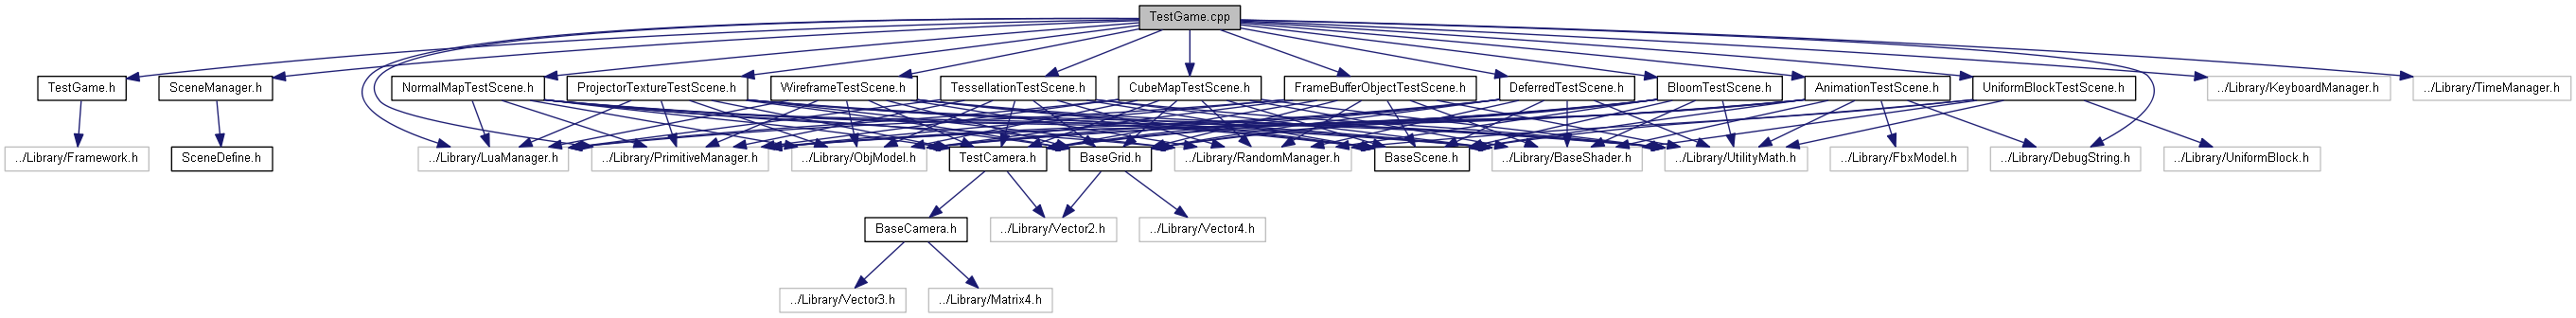 TestGame.cpp
TestGame.h
SceneManager.h
NormalMapTestScene.h
ProjectorTextureTestScene.h
WireframeTestScene.h
TessellationTestScene.h
CubeMapTestScene.h
FrameBufferObjectTestScene.h
DeferredTestScene.h
BloomTestScene.h
AnimationTestScene.h
UniformBlockTestScene.h
../Library/KeyboardManager.h
../Library/TimeManager.h
../Library/Framework.h
SceneDefine.h
../Library/LuaManager.h
../Library/PrimitiveManager.h
../Library/ObjModel.h
TestCamera.h
BaseGrid.h
../Library/RandomManager.h
BaseScene.h
../Library/BaseShader.h
../Library/UtilityMath.h
../Library/FbxModel.h
../Library/DebugString.h
../Library/UniformBlock.h
BaseCamera.h
../Library/Vector2.h
../Library/Vector4.h
../Library/Vector3.h
../Library/Matrix4.h